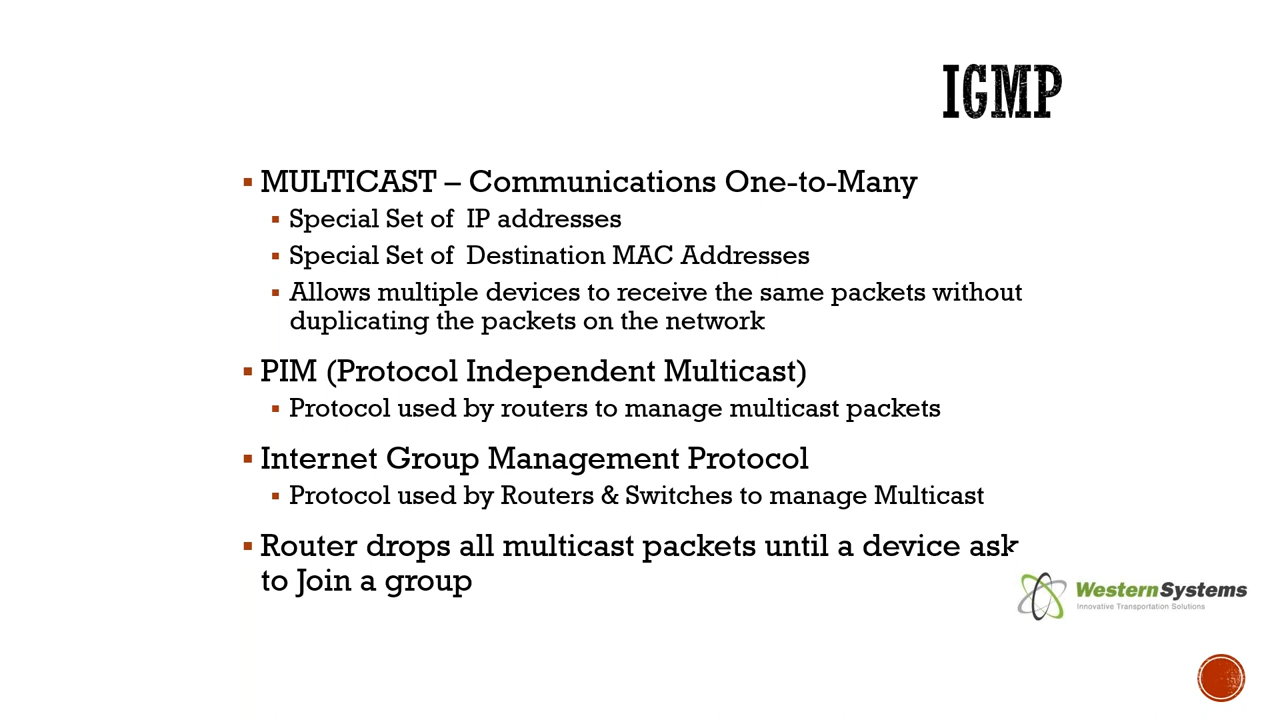 IGMP
▪ MULTICAST – Communications One-to-Many
▪ Special Set of  IP addresses
▪ Special Set of  Destination MAC Addresses
▪ Allows multiple devices to receive the same packets without
duplicating the packets on the network
▪ PIM (Protocol Independent Multicast)
▪ Protocol used by routers to manage multicast packets
▪ Internet Group Management Protocol
▪ Protocol used by Routers & Switches to manage Multicast
▪ Router drops all multicast packets until a device ask
to Join a group
WesternSystems
Innovative Transportation Solutions